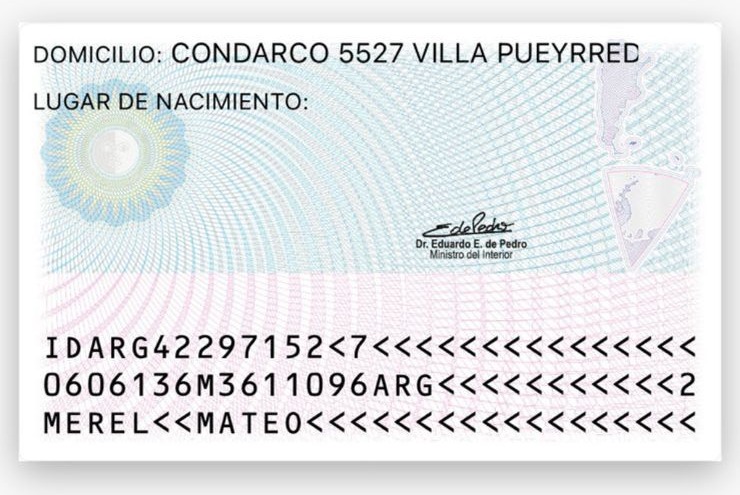 DOMICILIO: CONDARCO 5527 VILLA PUEYRRED
LUGAR DE NACIMIENTO:
EdePedro
Dr. Eduardo E. de Pedro
Ministro del Interior
IDARG42297152<7<<<<<<<<<<<<<<<
0606136M3611096ARG<<<<<<<<<<<2
MEREL<<MATEO<<<<<<<<<<<<<<<<<<